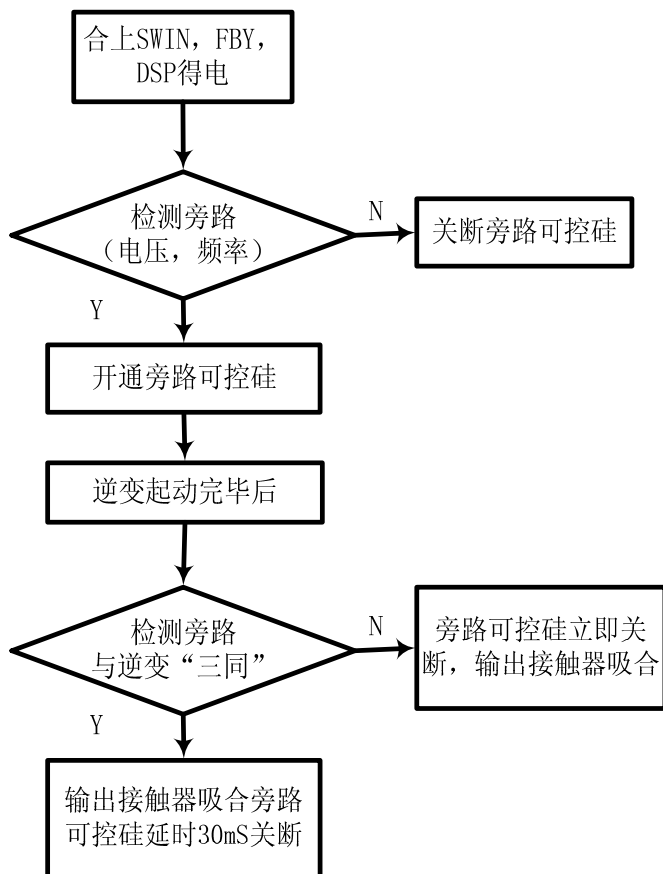 合上SWIN，FBY，
DSP得电
检测旁路
（电压，频率）
N
关断旁路可控硅
Y
开通旁路可控硅
逆变起动完毕后
检测旁路
与逆变“三同”
N
旁路可控硅立即关
断，输出接触器吸合
Y
输出接触器吸合旁路
可控硅延时30mS关断